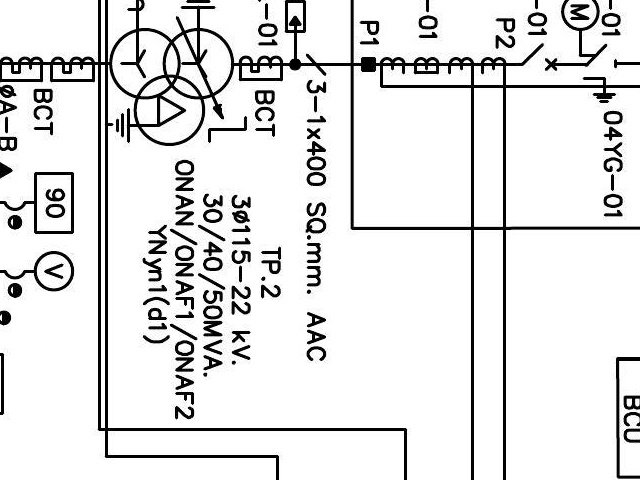 -01
-01
P1
P2
-01
M
-01
BCT
BCT
3-1x400 SQ.mm. AAC
04YG-01
ØA-B
90
V
TP.2
3Ø115-22 kV.
30/40/50MVA.
ONAN/ONAF1/ONAF2
YNyn1(d1)
BCU